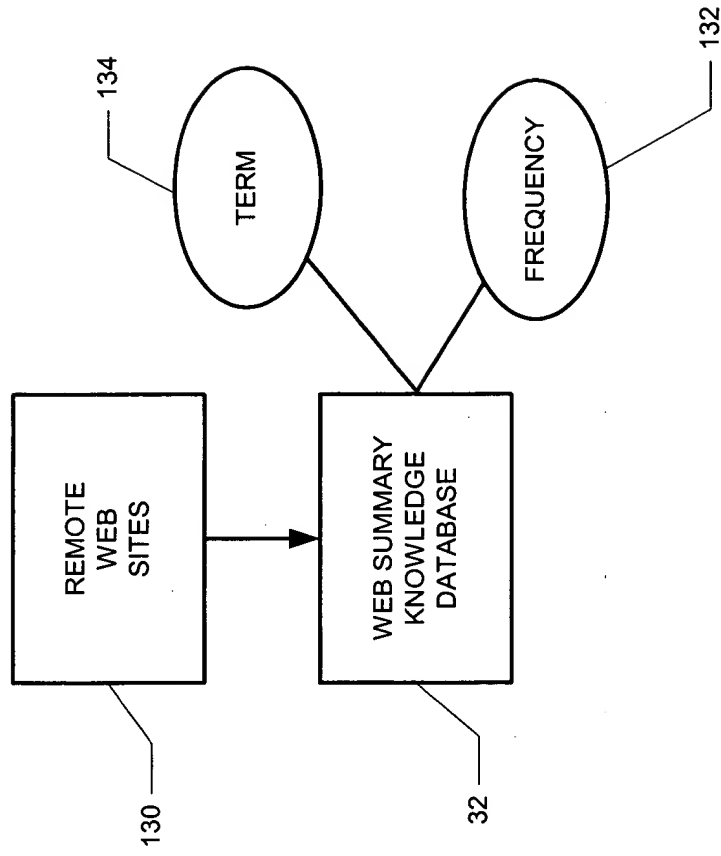 130
REMOTE
WEB
SITES
32
WEB SUMMARY
KNOWLEDGE
DATABASE
134
TERM
FREQUENCY
132